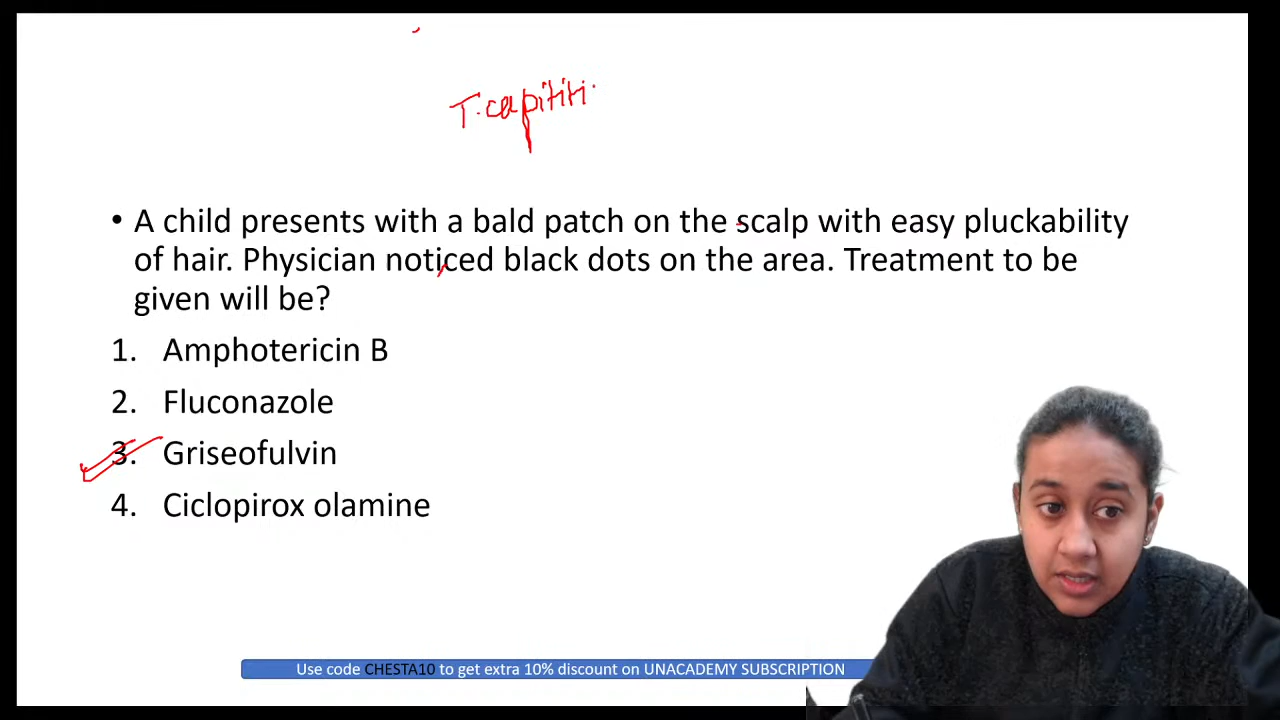 T. capititi
• A child presents with a bald patch on the scalp with easy pluckability
of hair. Physician noticed black dots on the area. Treatment to be
given will be?
1. Amphotericin B
2. Fluconazole
3. Griseofulvin
4. Ciclopirox olamine
Use code CHESTA10 to get extra 10% discount on UNACADEMY SUBSCRIPTION